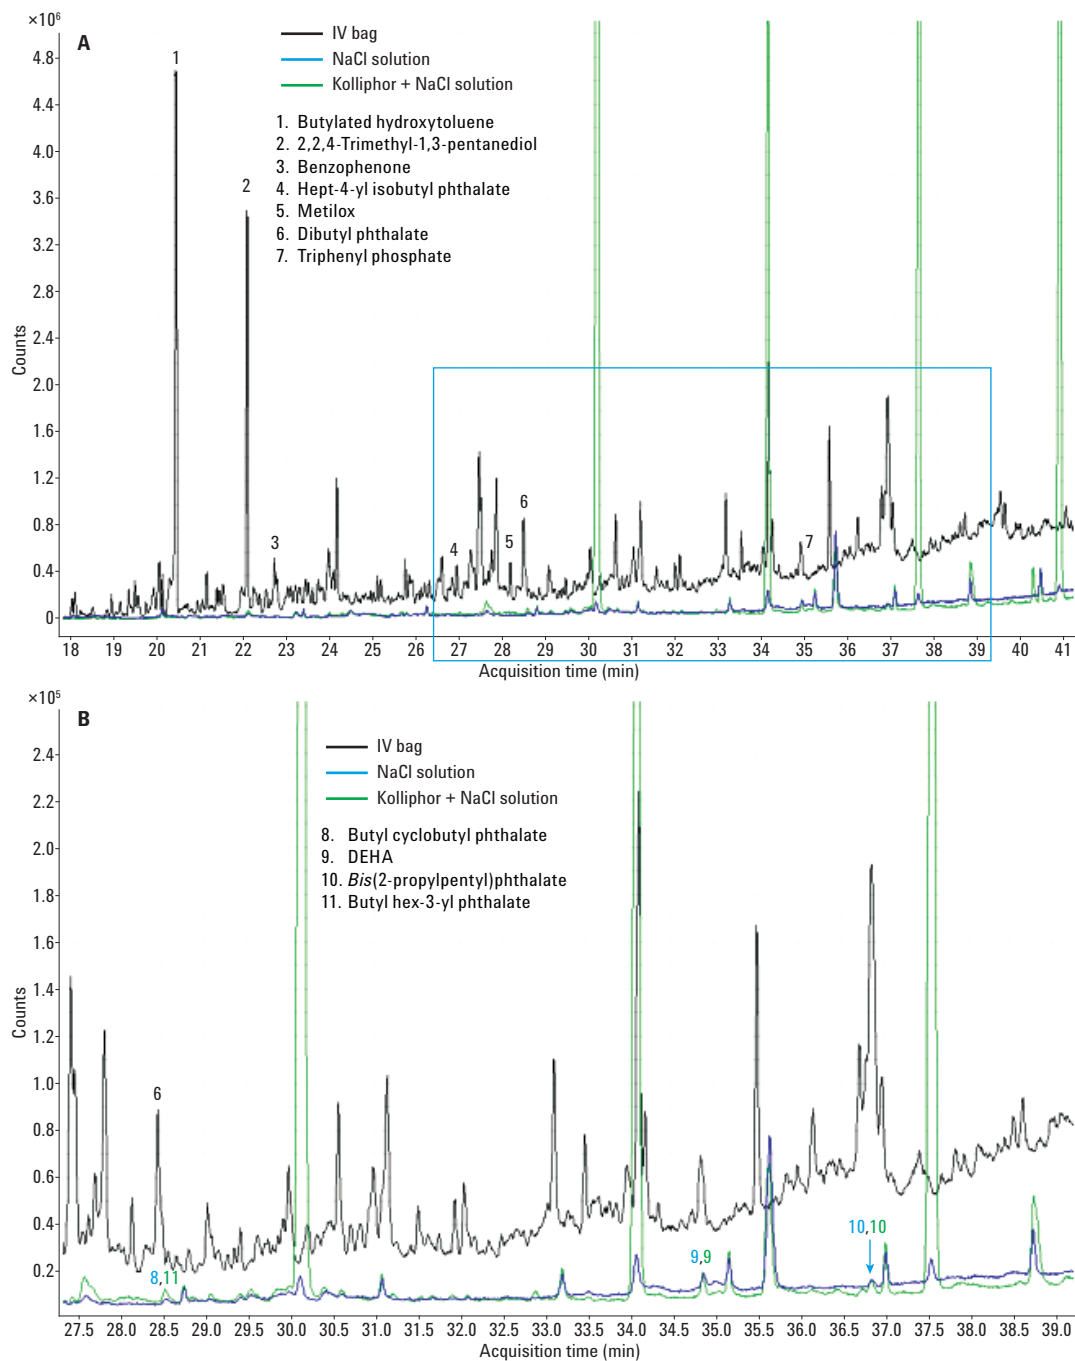 ×10⁶
A
IV bag
NaCl solution
Kolliphor + NaCl solution
1. Butylated hydroxytoluene
2. 2,2,4-Trimethyl-1,3-pentanediol
3. Benzophenone
4. Hept-4-yl isobutyl phthalate
5. Metilox
6. Dibutyl phthalate
7. Triphenyl phosphate
1
2
3
4
5
6
7
4.8
4.4
4.0
3.6
3.2
2.8
2.4
2.0
1.6
1.2
0.8
0.4
0
Counts
18 19 20 21 22 23 24 25 26 27 28 29 30 31 32 33 34 35 36 37 38 39 40 41
Acquisition time (min)
×10⁵
B
IV bag
NaCl solution
Kolliphor + NaCl solution
8. Butyl cyclobutyl phthalate
9. DEHA
10. Bis(2-propylpentyl)phthalate
11. Butyl hex-3-yl phthalate
6
8,11
9,9
10,10
2.4
2.2
2.0
1.8
1.6
1.4
1.2
1.0
0.8
0.6
0.4
0.2
Counts
27.5 28.0 28.5 29.0 29.5 30.0 30.5 31.0 31.5 32.0 32.5 33.0 33.5 34.0 34.5 35.0 35.5 36.0 36.5 37.0 37.5 38.0 38.5 39.0
Acquisition time (min)